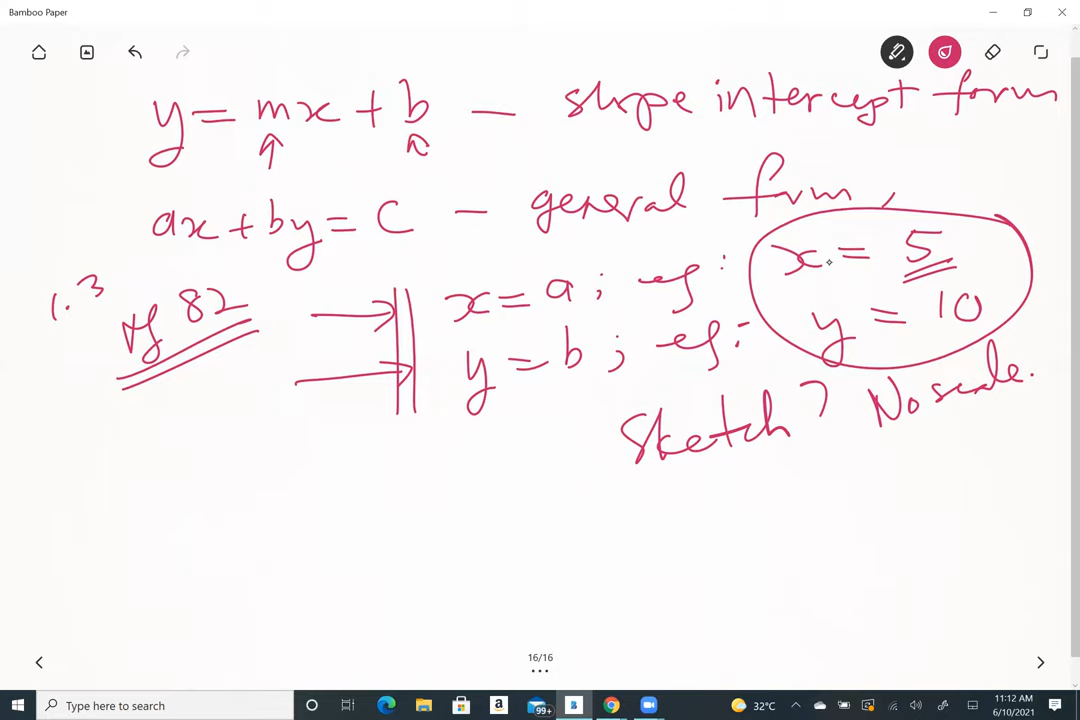 Bamboo Paper
y = mx + b — slope intercept form
↑ ↑
ax + by = c — general form,
1.3 pg 82
x = a ; eg : x = 5
y = b ; eg : y = 10
Sketch? No scale.
16/16
Type here to search
a
99+
B
32°C
11:12 AM
6/10/2021